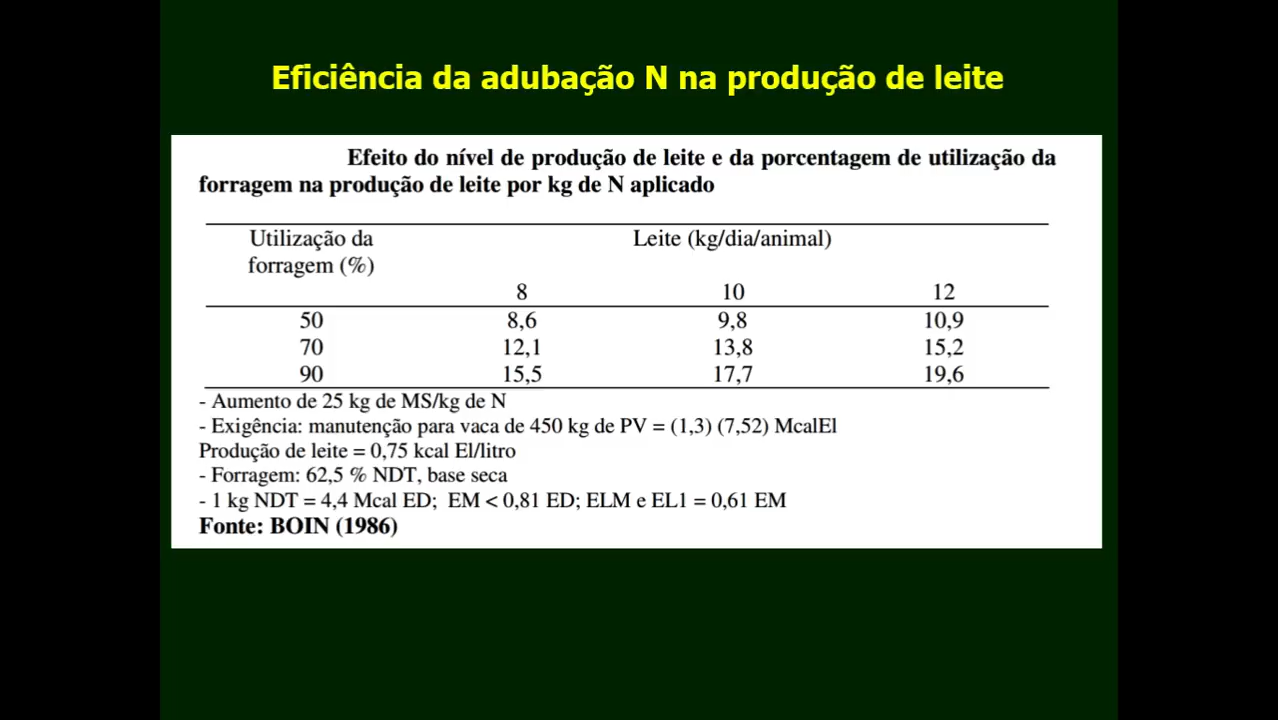 Eficiência da adubação N na produção de leite
Efeito do nível de produção de leite e da porcentagem de utilização da
forragem na produção de leite por kg de N aplicado
Utilização da Leite (kg/dia/animal)
forragem (%)
8 10 12
50 8,6 9,8 10,9
70 12,1 13,8 15,2
90 15,5 17,7 19,6
- Aumento de 25 kg de MS/kg de N
- Exigência: manutenção para vaca de 450 kg de PV = (1,3) (7,52) McalEl
Produção de leite = 0,75 kcal El/litro
- Forragem: 62,5 % NDT, base seca
- 1 kg NDT = 4,4 Mcal ED; EM < 0,81 ED; ELM e EL1 = 0,61 EM
Fonte: BOIN (1986)